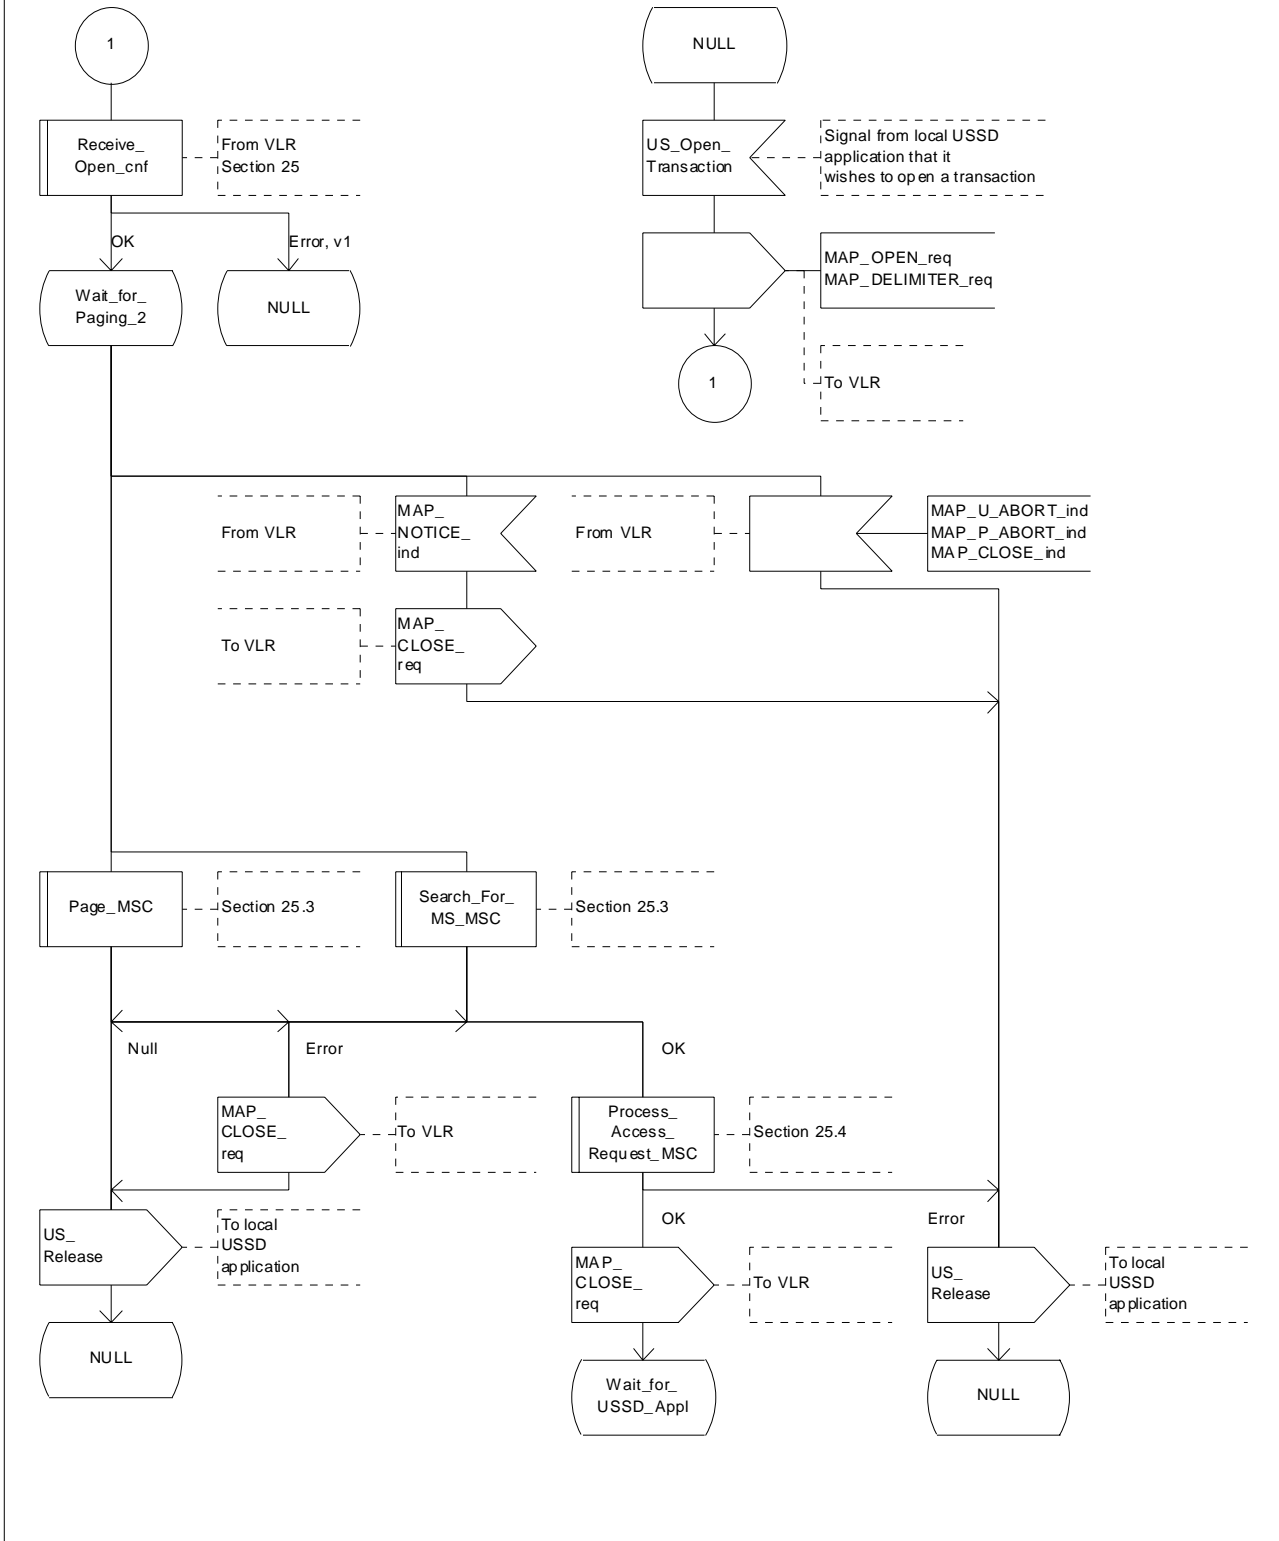 1
NULL
Receive_
Open_cnf
From VLR
Section 25
US_Open_
Transaction
Signal from local USSD
application that it
wishes to open a transaction
OK
Error, v1
MAP_OPEN_req
MAP_DELIMITER_req
Wait_for_
Paging_2
NULL
1
To VLR
From VLR
MAP_
NOTICE_
ind
From VLR
MAP_U_ABORT_ind
MAP_P_ABORT_ind
MAP_CLOSE_ind
To VLR
MAP_
CLOSE_
req
Page_MSC
Section 25.3
Search_For_
MS_MSC
Section 25.3
Null
Error
OK
MAP_
CLOSE_
req
To VLR
Process_
Access_
Request_MSC
Section 25.4
US_
Release
To local
USSD
application
OK
Error
MAP_
CLOSE_
req
To VLR
US_
Release
To local
USSD
application
NULL
Wait_for_
USSD_Appl
NULL